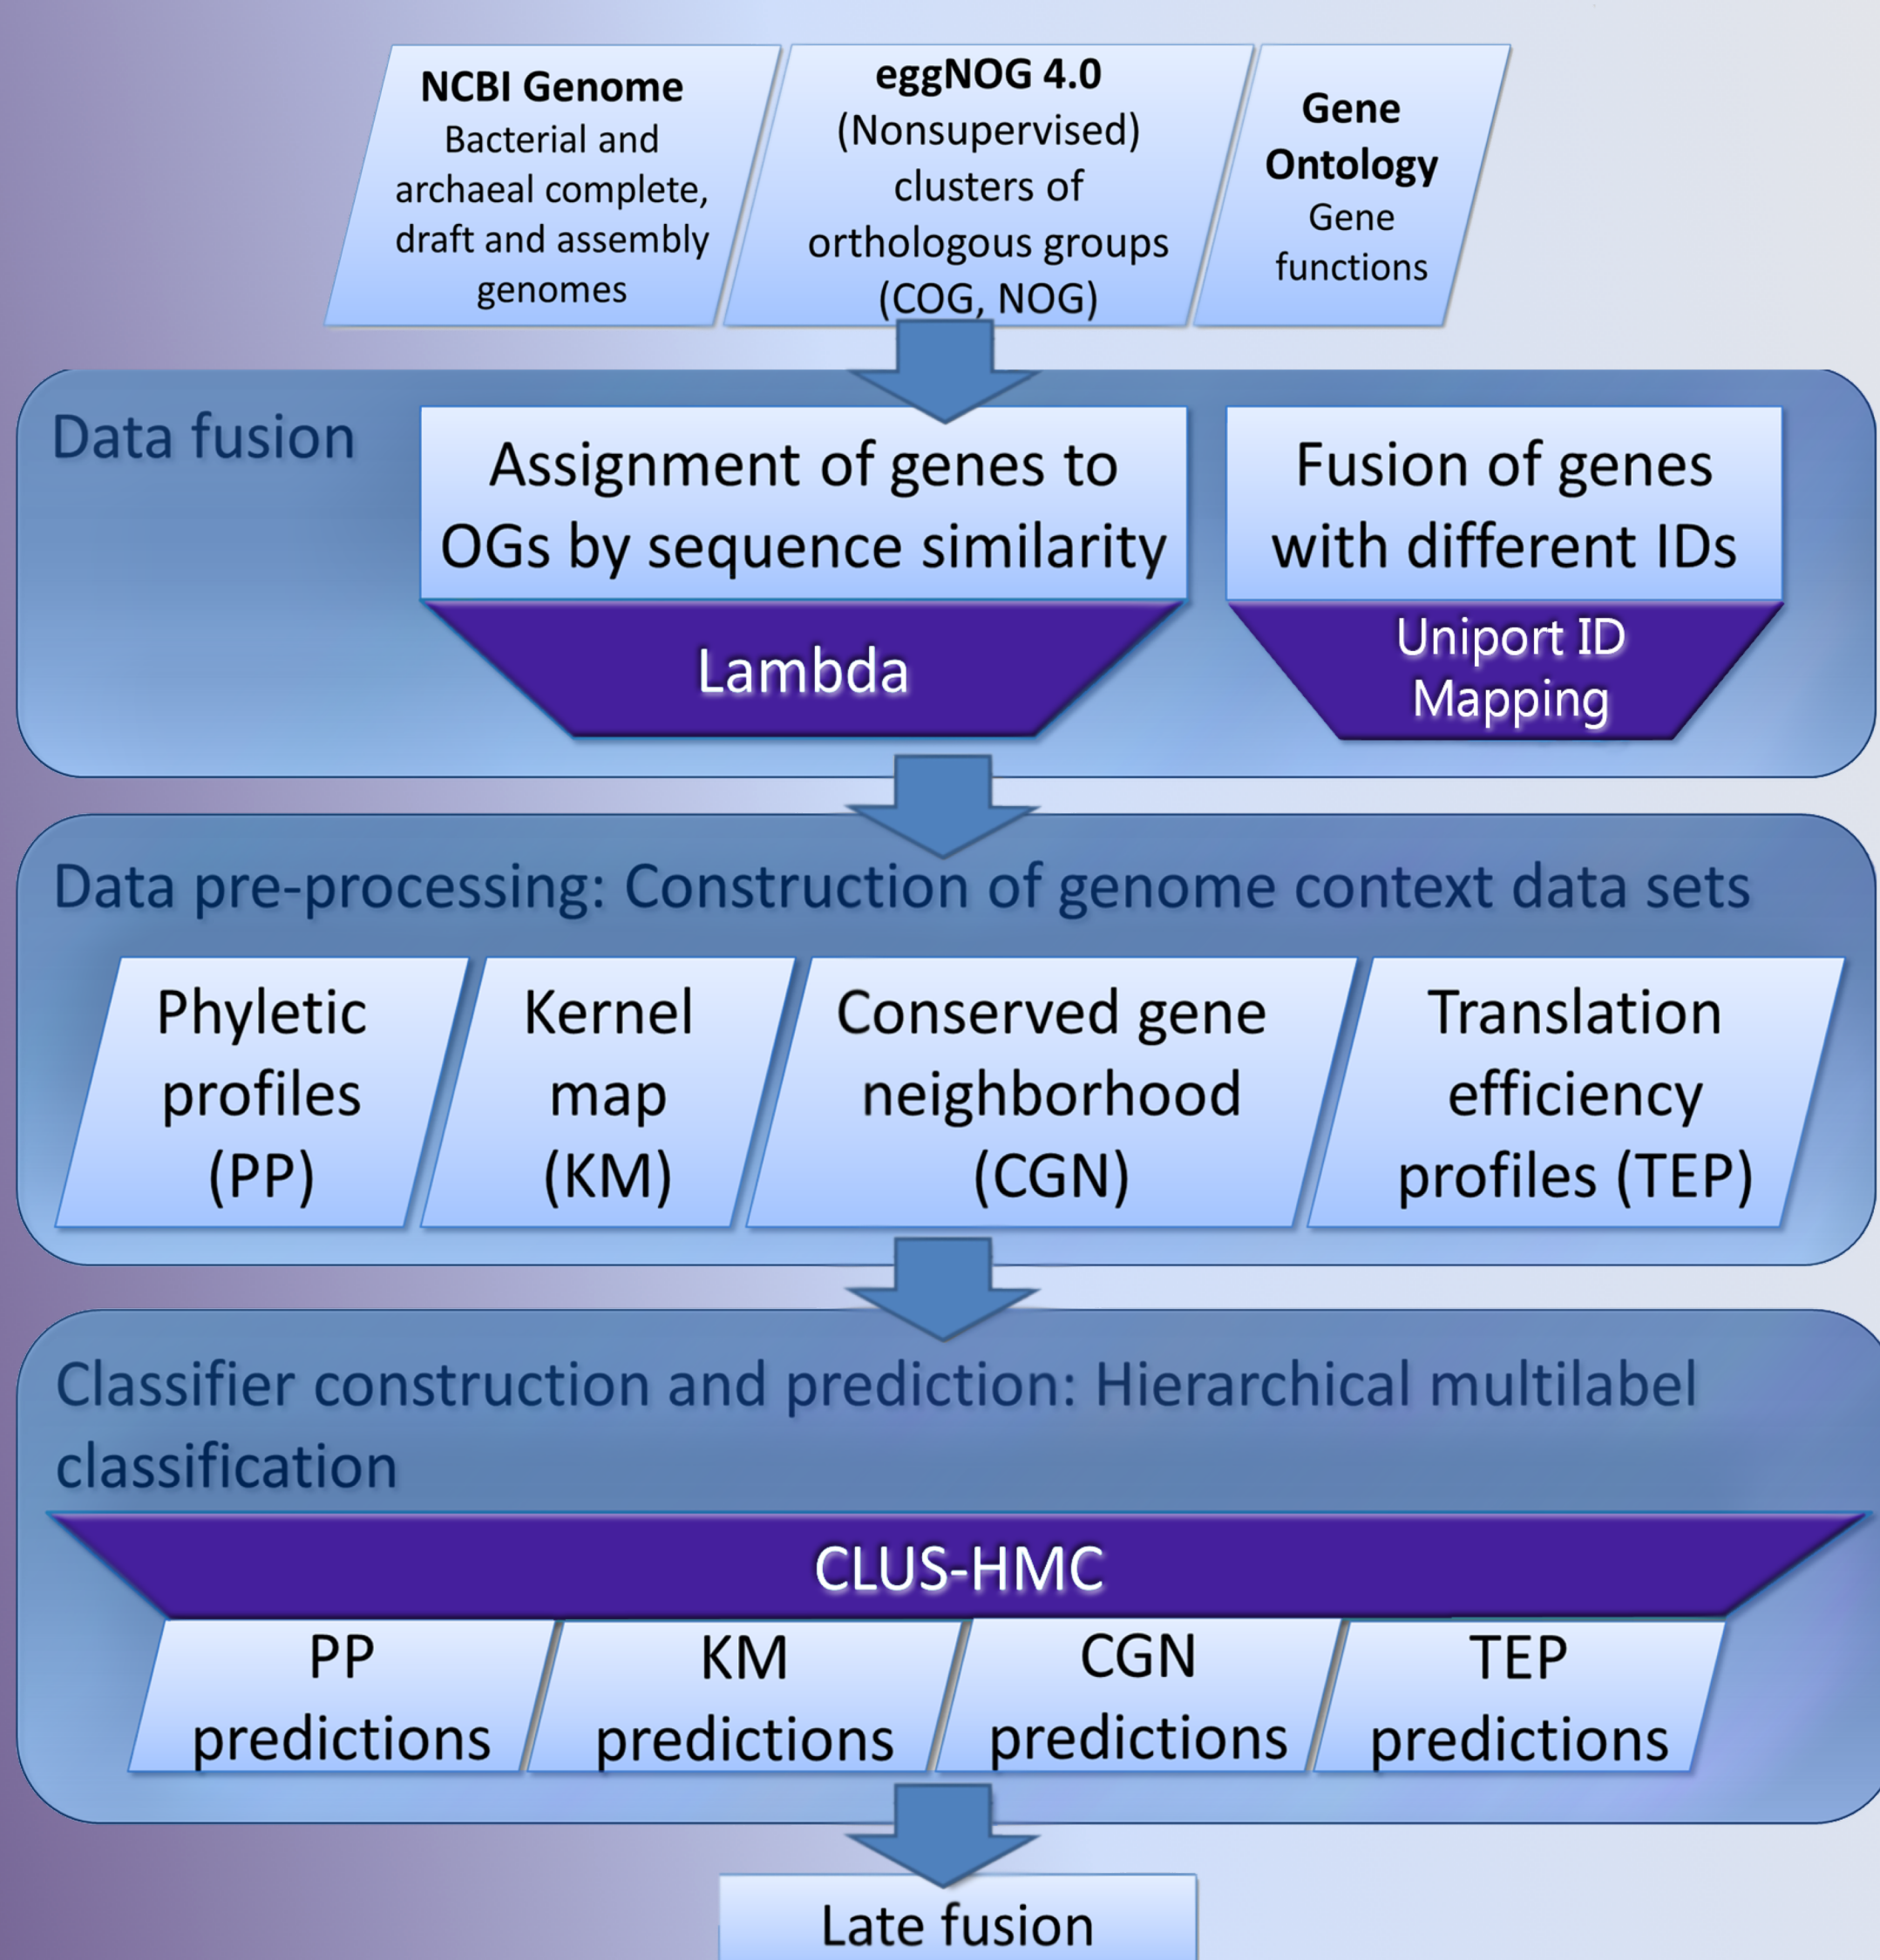 NCBI Genome
Bacterial and
archaeal complete,
draft and assembly
genomes
eggNOG 4.0
(Nonsupervised)
clusters of
orthologous groups
(COG, NOG)
Gene
Ontology
Gene
functions
Data fusion
Assignment of genes to
OGs by sequence similarity
Lambda
Fusion of genes
with different IDs
Uniport ID
Mapping
Data pre-processing: Construction of genome context data sets
Phyletic
profiles
(PP)
Kernel
map
(KM)
Conserved gene
neighborhood
(CGN)
Translation
efficiency
profiles (TEP)
Classifier construction and prediction: Hierarchical multilabel
classification
CLUS-HMC
PP
predictions
KM
predictions
CGN
predictions
TEP
predictions
Late fusion